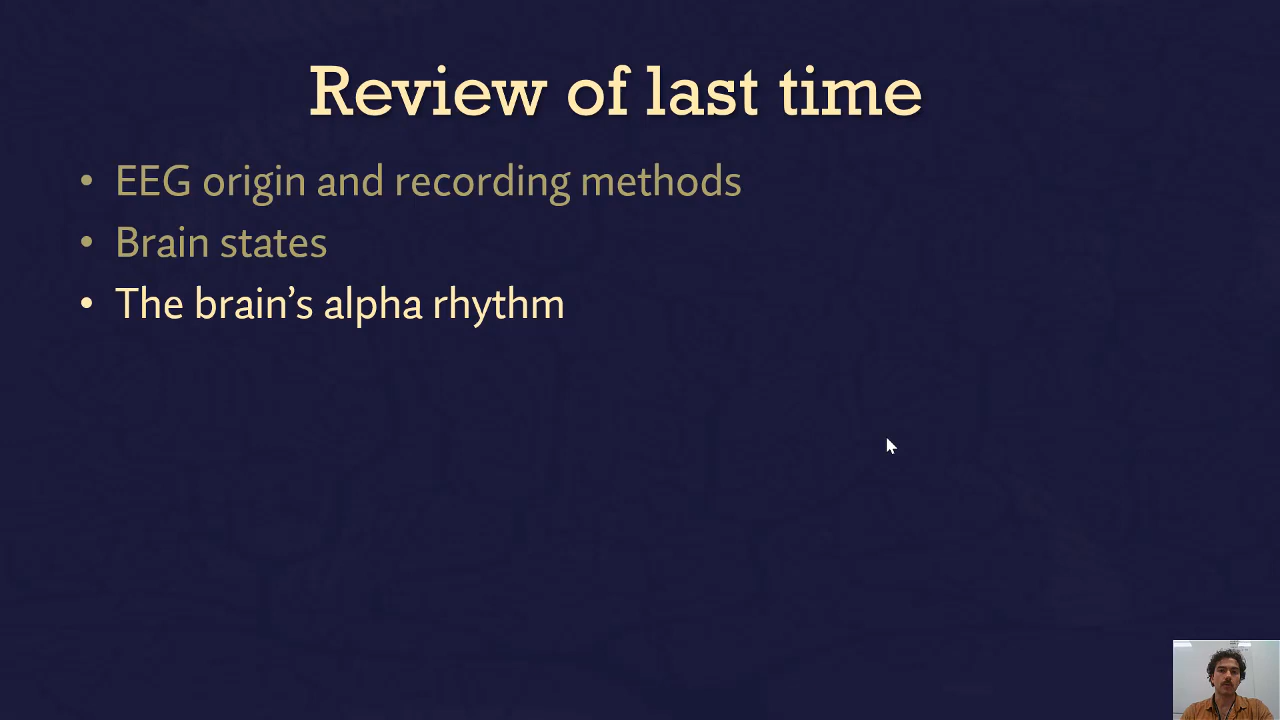 Review of last time
• EEG origin and recording methods
• Brain states
• The brain’s alpha rhythm